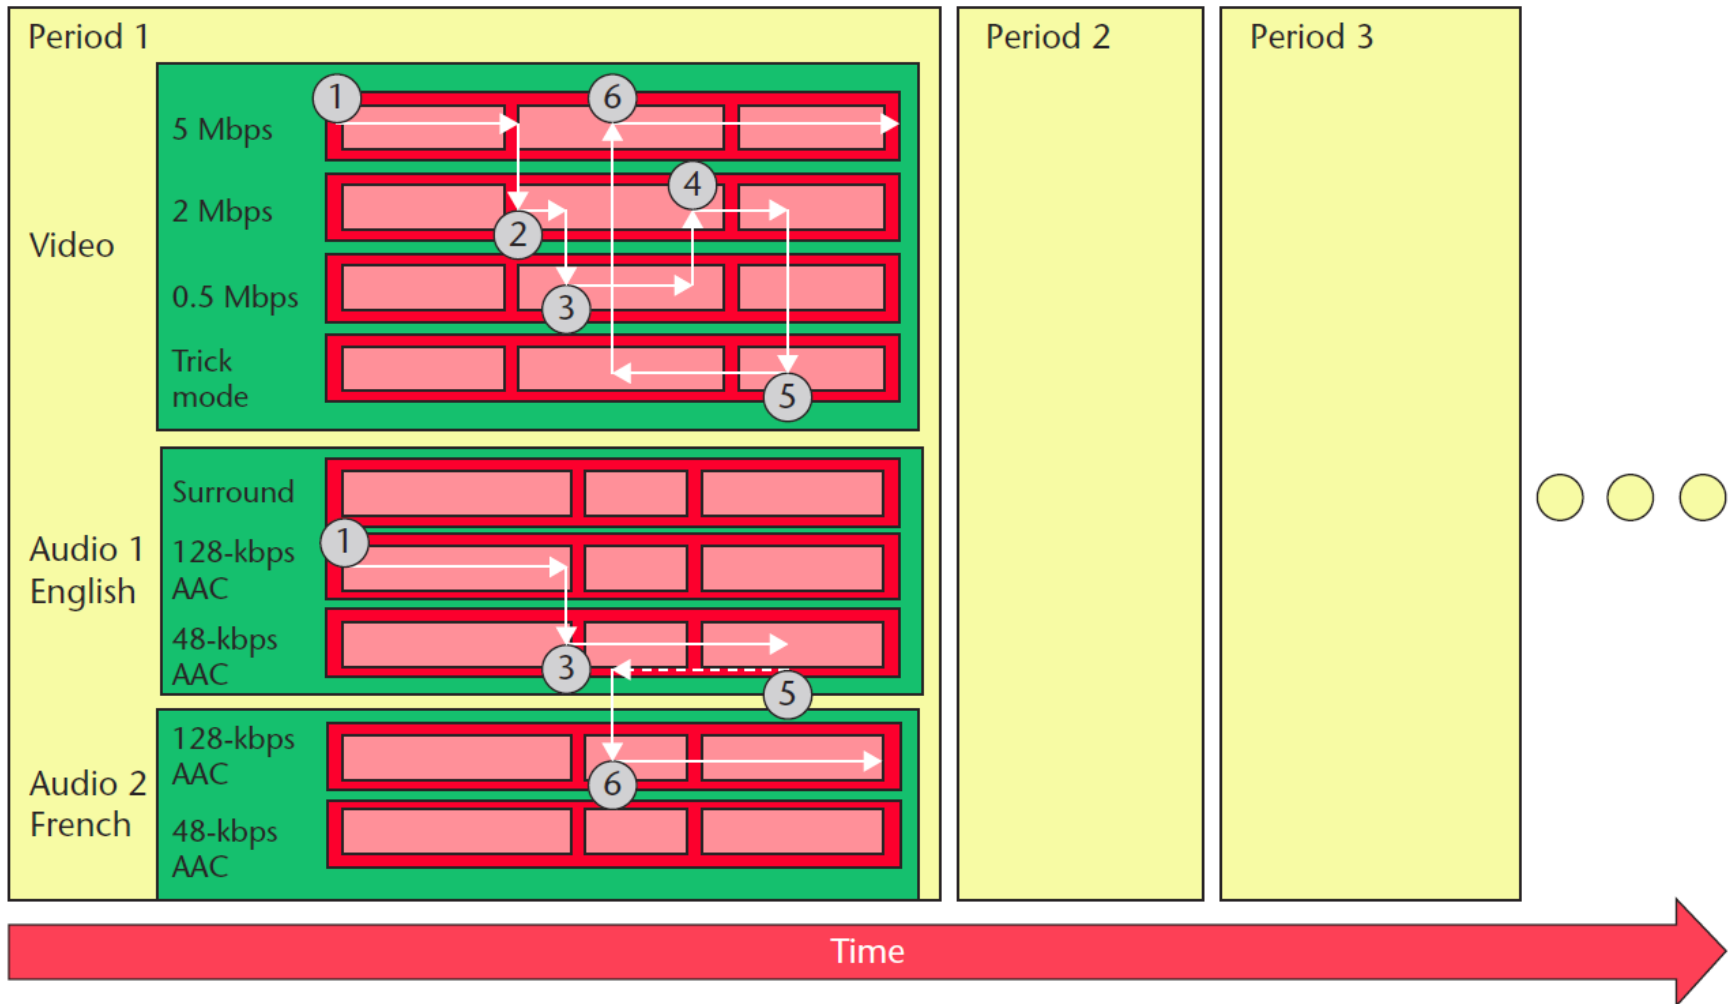 Period 1
Period 2
Period 3
1
6
5 Mbps
4
2 Mbps
2
Video
0.5 Mbps
3
Trick
mode
5
Surround
1
Audio 1
English
128-kbps
AAC
48-kbps
AAC
3
5
128-kbps
AAC
6
Audio 2
French
48-kbps
AAC
Time